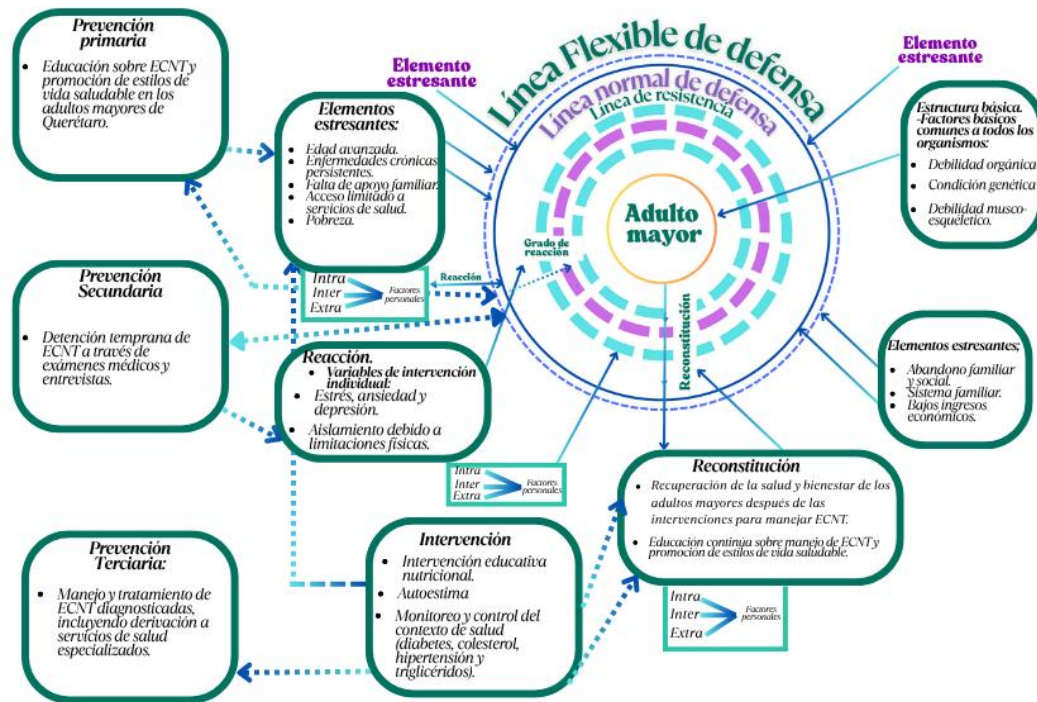 Prevención
primaria
• Educación sobre ECNT y
promoción de estilos de
vida saludable en los
adultos mayores de
Querétaro.
Elementos
estresantes:
• Edad avanzada.
• Enfermedades crónicas
persistentes.
• Falta de apoyo familiar.
• Acceso limitado a
servicios de salud.
• Pobreza.
Elemento
estresante
Línea Flexible de defensa
Línea normal de defensa
Línea de resistencia
Adulto
mayor
Grado de
reacción
Reacción
Reconstitución
Elemento
estresante
Estructura básica.
-Factores básicos
comunes a todos los
organismos:
• Debilidad orgánica
• Condición genética
• Debilidad musco-
esquelético.
Intra
Inter
Extra
Factores
personales
Prevención
Secundaria
• Detención temprana de
ECNT a través de
exámenes médicos y
entrevistas.
Reacción.
• Variables de intervención
individual:
• Estrés, ansiedad y
depresión.
• Aislamiento debido a
limitaciones físicas.
Elementos estresantes;
• Abandono familiar
y social.
• Sistema familiar.
• Bajos ingresos
económicos.
Intra
Inter
Extra
Factores
personales
Reconstitución
• Recuperación de la salud y bienestar de los
adultos mayores después de las
intervenciones para manejar ECNT.
• Educación continúa sobre manejo de ECNT y
promoción de estilos de vida saludable.
Intra
Inter
Extra
Factores
personales
Prevención
Terciaria:
• Manejo y tratamiento de
ECNT diagnosticadas,
incluyendo derivación a
servicios de salud
especializados.
Intervención
• Intervención educativa
nutricional.
• Autoestima
• Monitoreo y control del
contexto de salud
(diabetes, colesterol,
hipertensión y
triglicéridos).